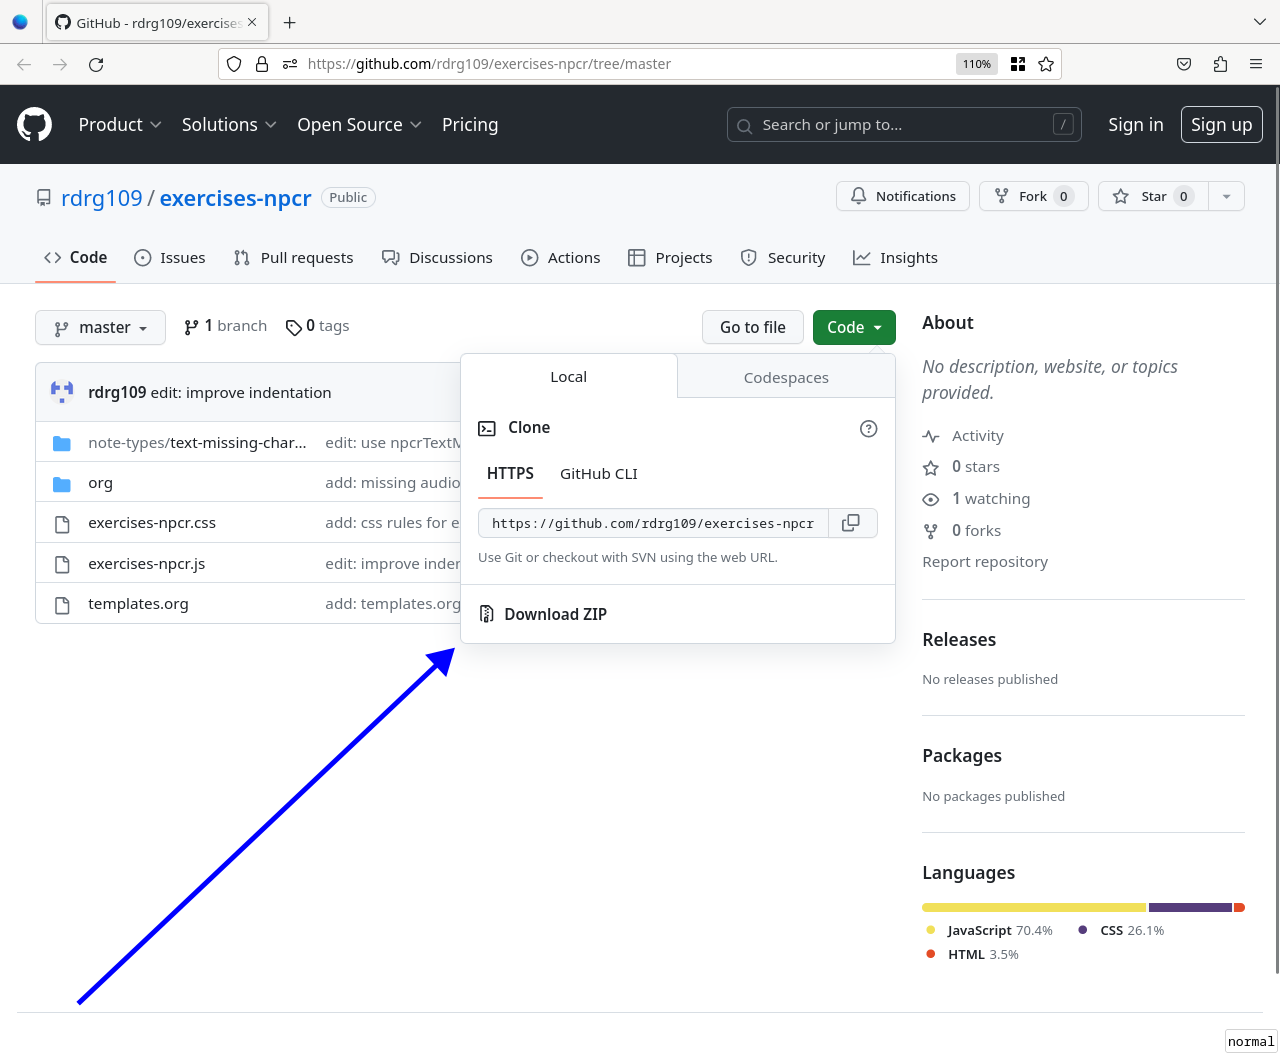 GitHub - rdrg109/exercises
https://github.com/rdrg109/exercises-npcr/tree/master 110%
Product Solutions Open Source Pricing Search or jump to... / Sign in Sign up
rdrg109 / exercises-npcr Public Notifications Fork 0 Star 0
Code Issues Pull requests Discussions Actions Projects Security Insights
master 1 branch 0 tags Go to file Code
rdrg109 edit: improve indentation
note-types/text-missing-char... edit: use npcrTextM
org add: missing audio
exercises-npcr.css add: css rules for e
exercises-npcr.js edit: improve inden
templates.org add: templates.org
Local Codespaces
Clone
HTTPS GitHub CLI
https://github.com/rdrg109/exercises-npcr
Use Git or checkout with SVN using the web URL.
Download ZIP
About
No description, website, or topics
provided.
Activity
0 stars
1 watching
0 forks
Report repository
Releases
No releases published
Packages
No packages published
Languages
JavaScript 70.4% CSS 26.1%
HTML 3.5%
normal